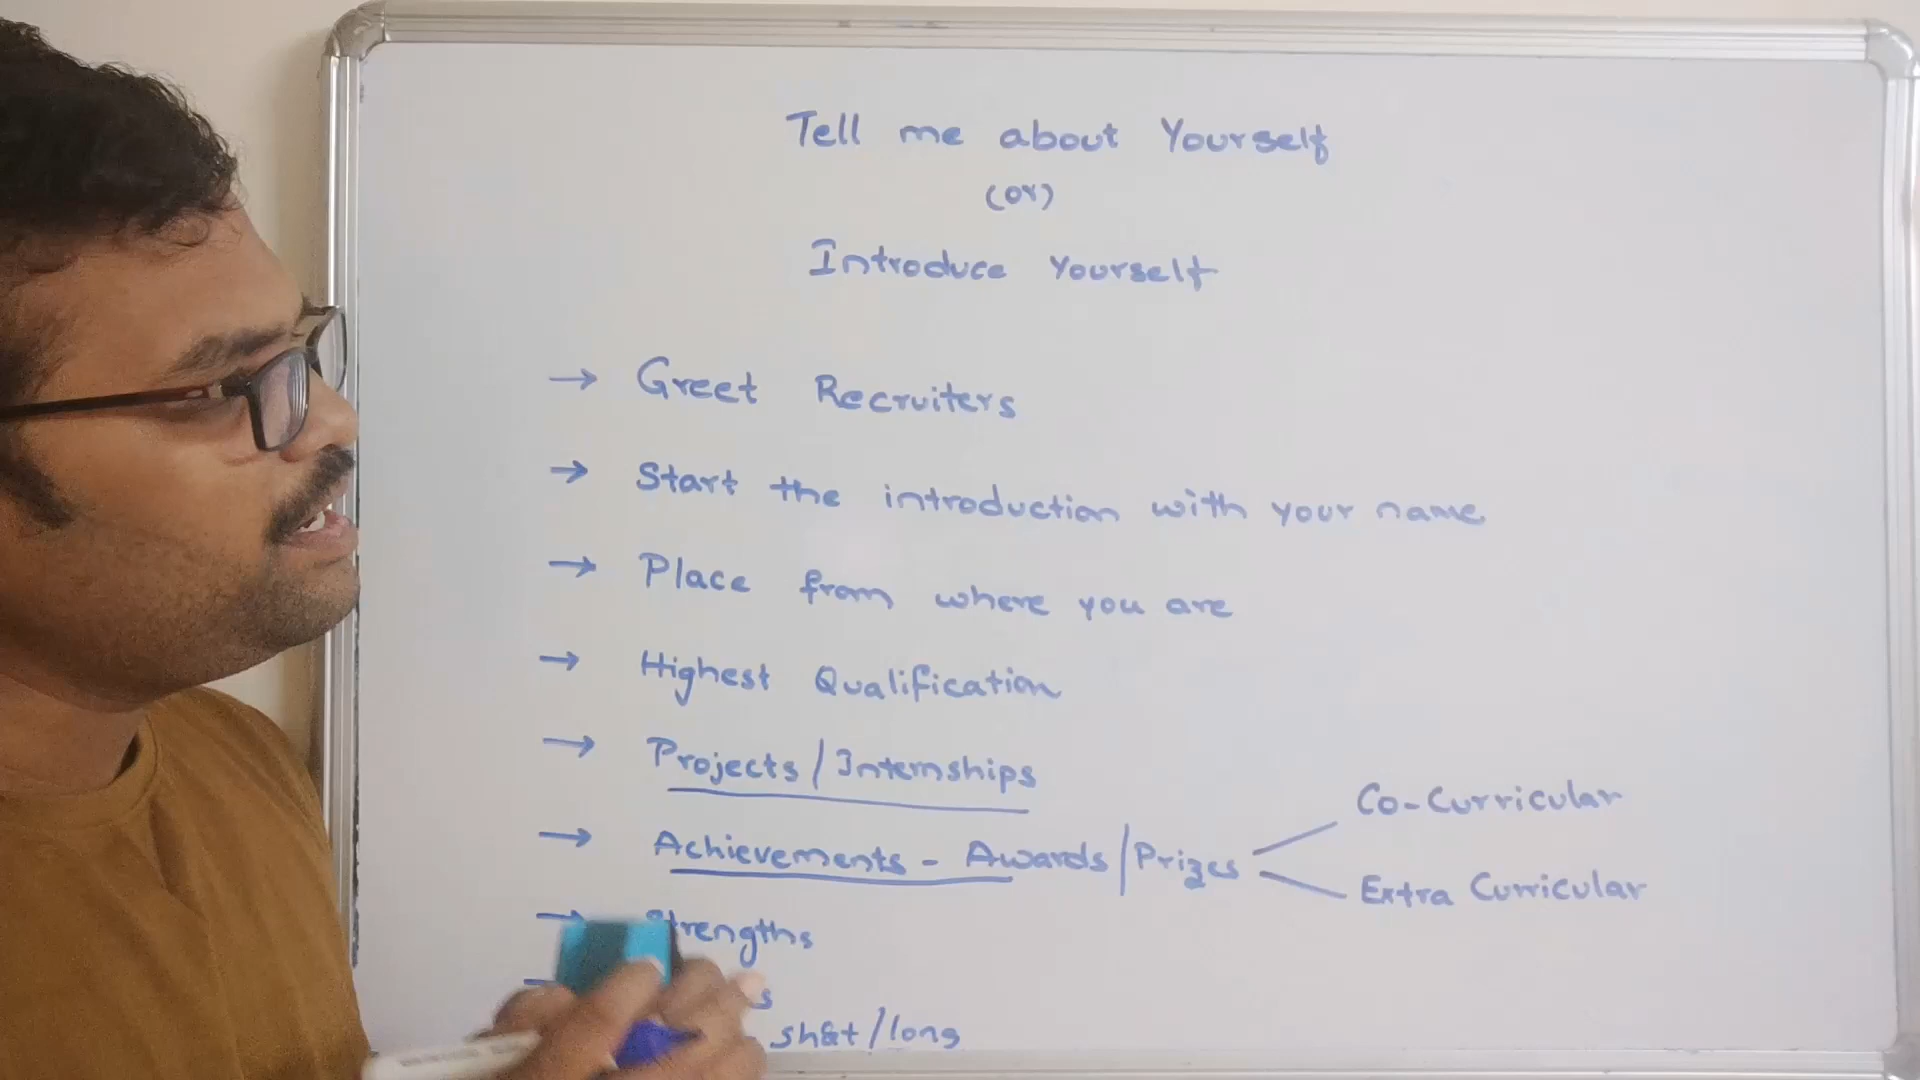 Tell me about Yourself
(or)
Introduce Yourself
→ Greet Recruiters
→ Start the introduction with your name
→ Place from where you are
→ Highest Qualification
→ Projects/Internships
→ Achievements - Awards/Prizes
Co-Curricular
Extra Curricular
→ Strengths
short/long